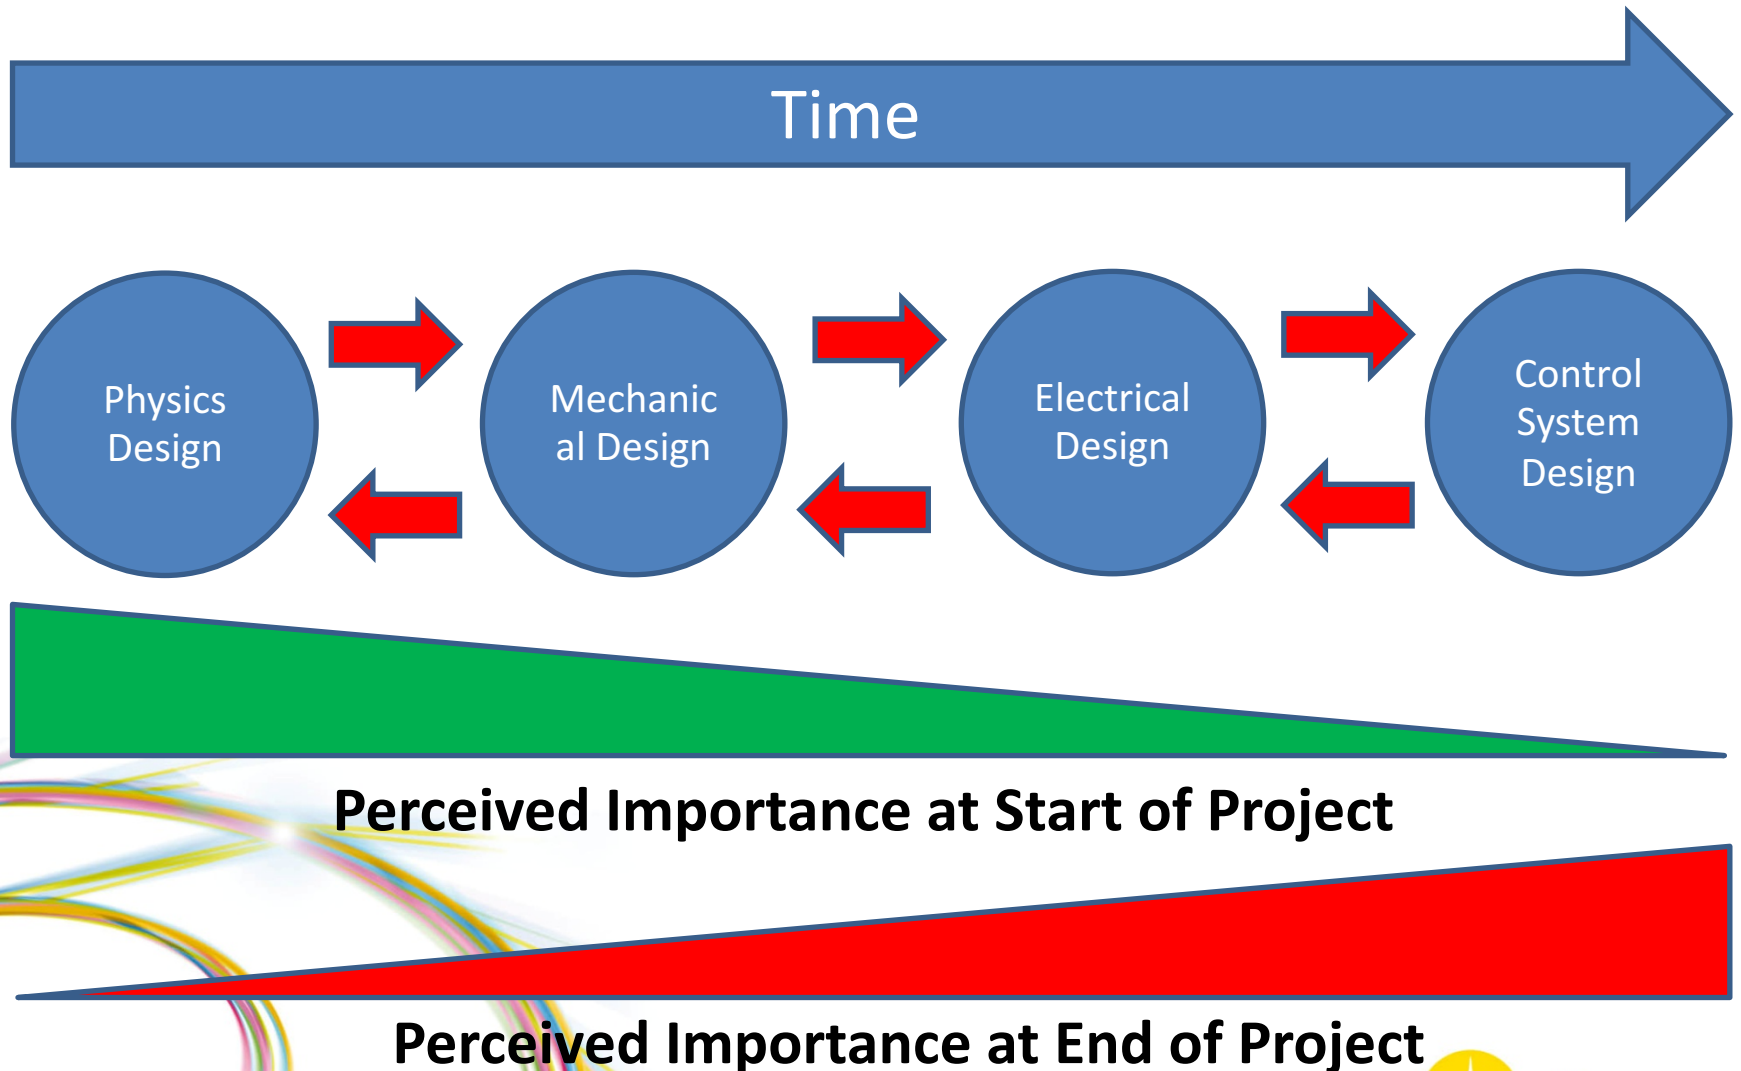 Time
Physics
Design
Mechanic
al Design
Electrical
Design
Control
System
Design
Perceived Importance at Start of Project
Perceived Importance at End of Project